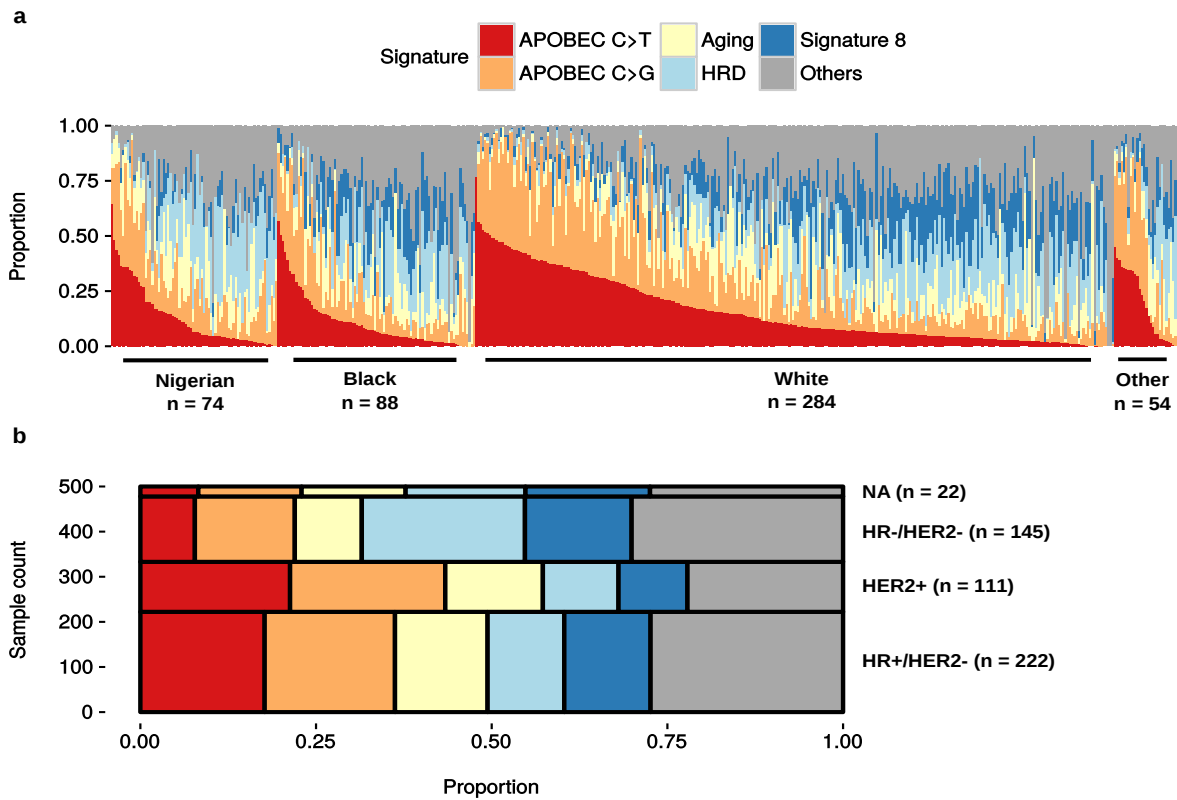 a
Signature
APOBEC C>T
Aging
Signature 8
APOBEC C>G
HRD
Others
Proportion
1.00
0.75
0.50
0.25
0.00
Nigerian
n = 74
Black
n = 88
White
n = 284
Other
n = 54
b
Sample count
500
400
300
200
100
0
NA (n = 22)
HR-/HER2- (n = 145)
HER2+ (n = 111)
HR+/HER2- (n = 222)
0.00
0.25
0.50
0.75
1.00
Proportion